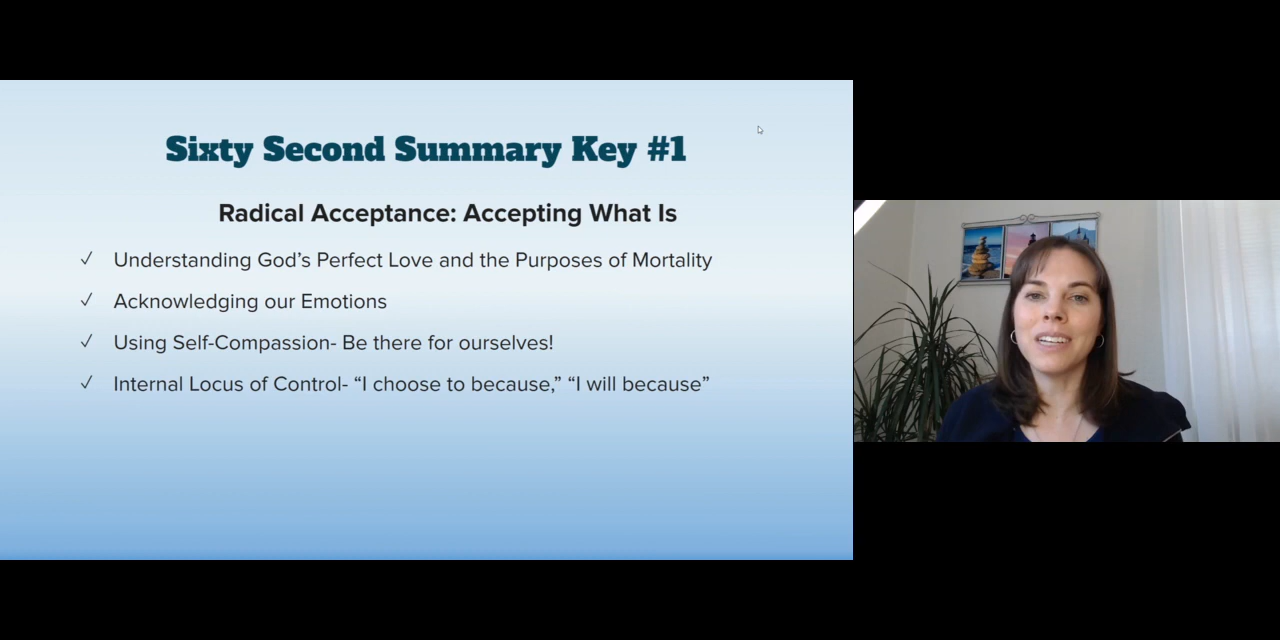 Sixty Second Summary Key #1
Radical Acceptance: Accepting What Is
✓ Understanding God’s Perfect Love and the Purposes of Mortality
✓ Acknowledging our Emotions
✓ Using Self-Compassion- Be there for ourselves!
✓ Internal Locus of Control- “I choose to because,” “I will because”